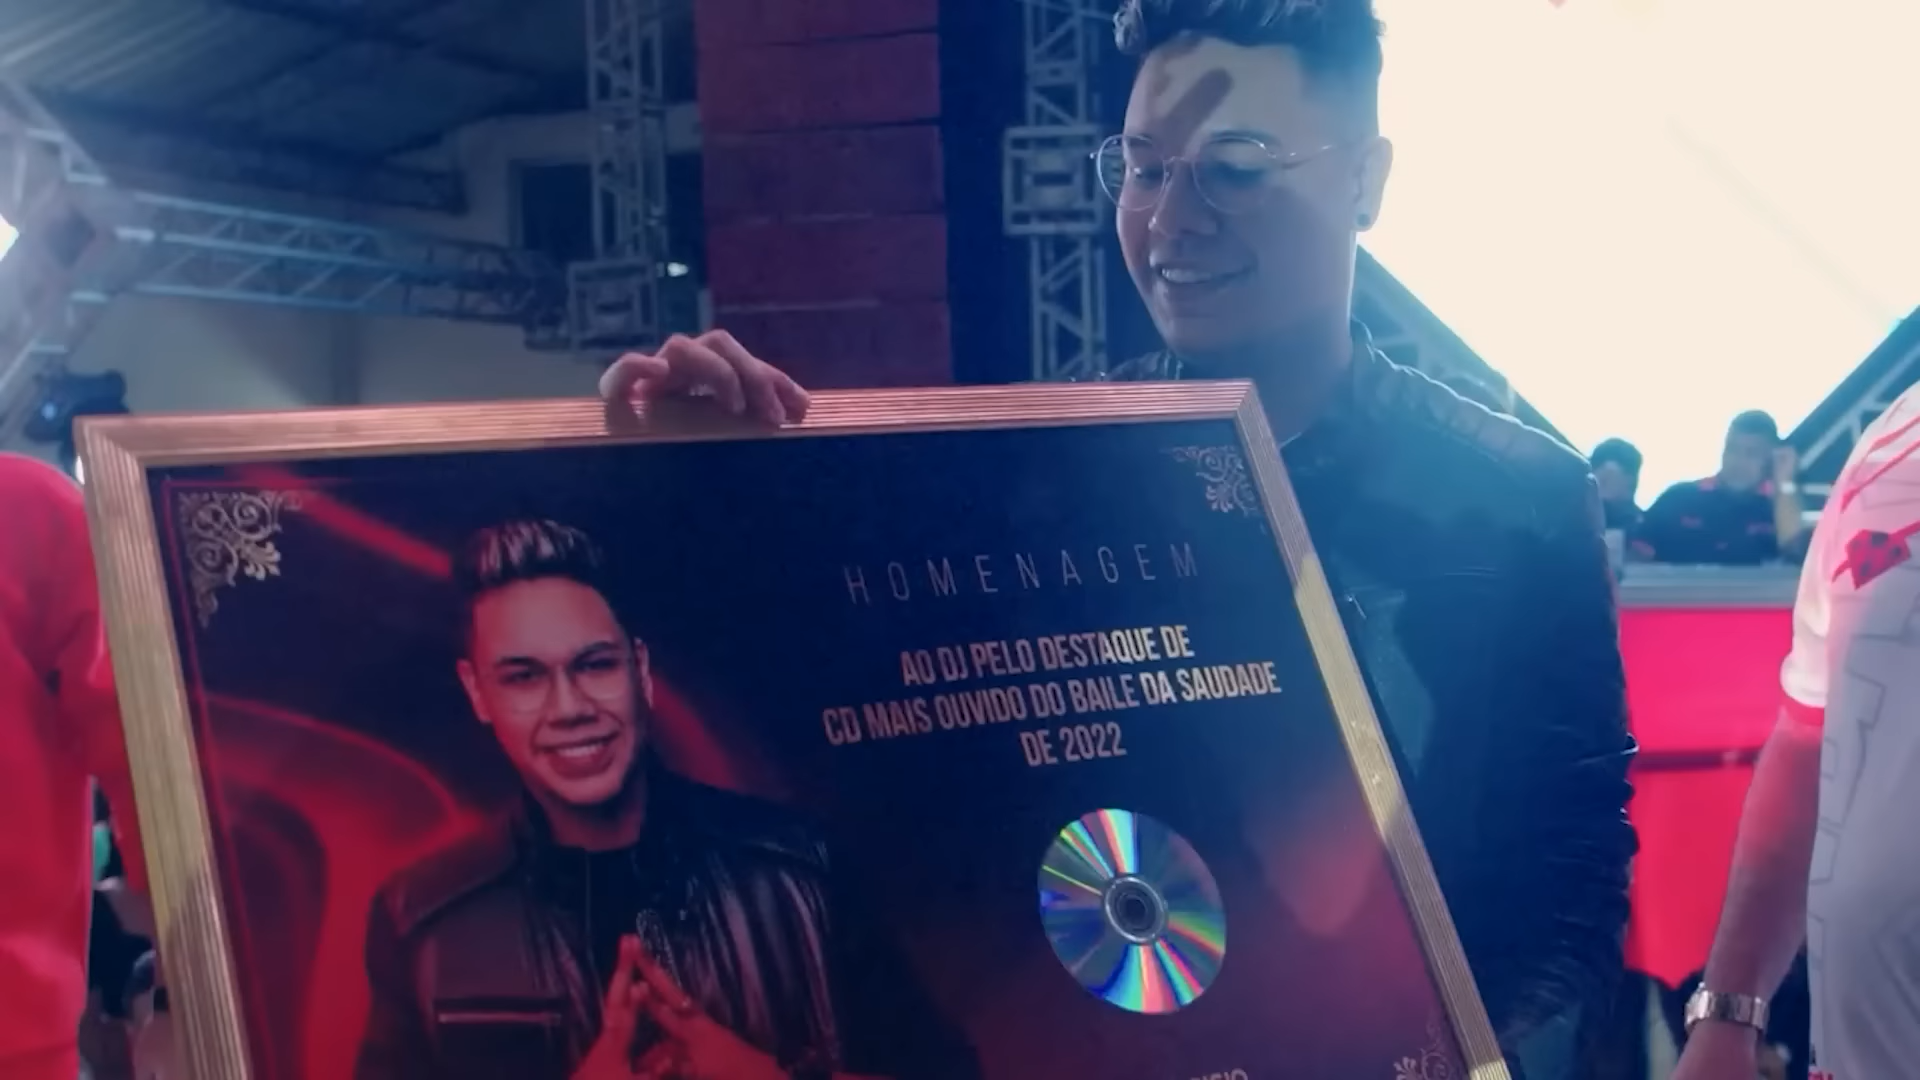 HOMENAGEM
AO DJ PELO DESTAQUE DE
CD MAIS OUVIDO DO BAILE DA SAUDADE
DE 2022